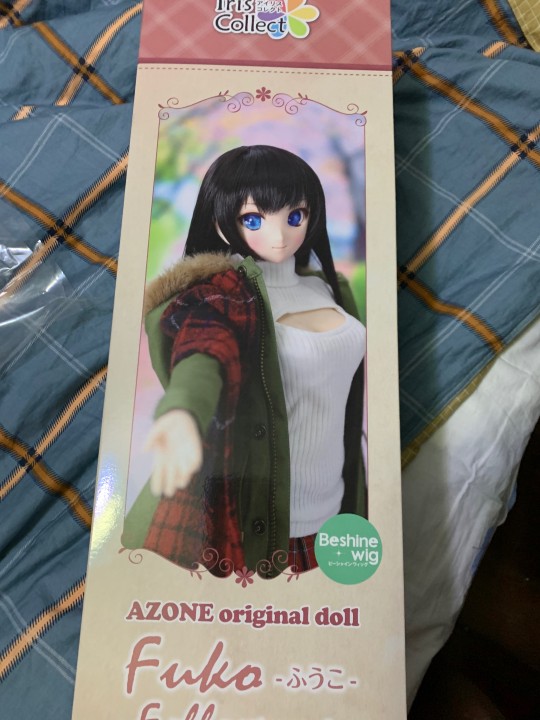 Iris
アイリス
コレクト
Collect
Beshine
wig
ビーシャインウィッグ
AZONE original doll
Fuko -ふうこ-